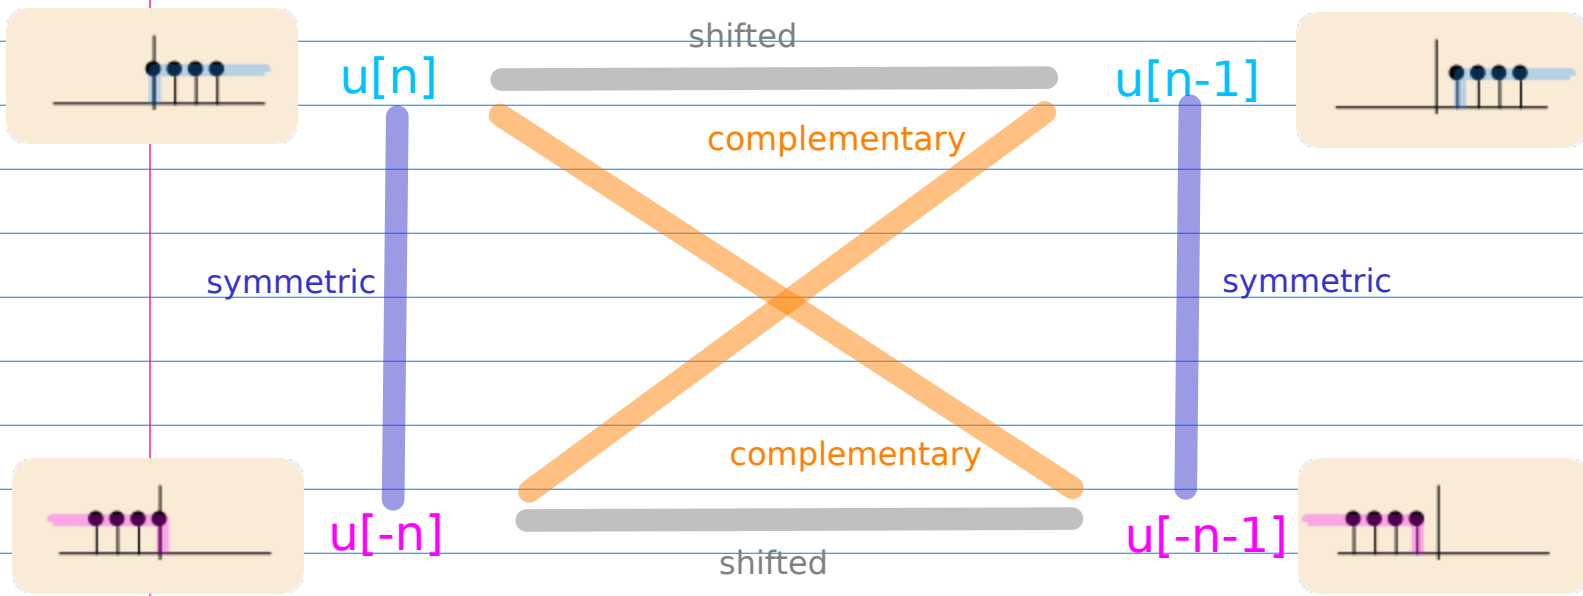 shifted
u[n]
u[n-1]
complementary
symmetric
symmetric
complementary
u[-n]
u[-n-1]
shifted